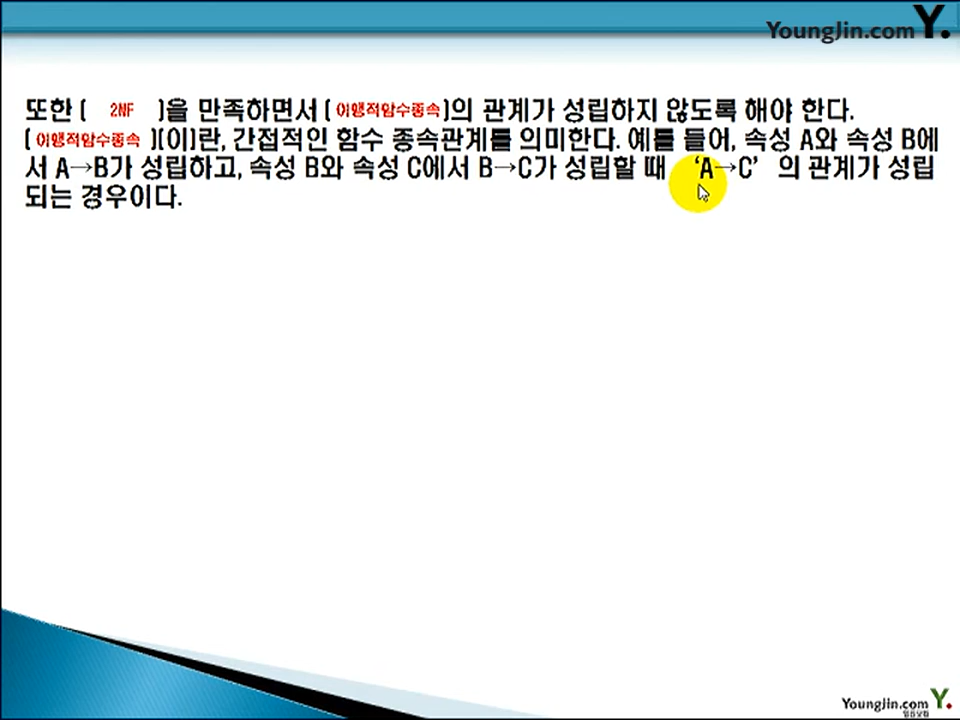 YoungJin.com Y.
또한 ( 2NF )을 만족하면서 (이행적함수종속)의 관계가 성립하지 않도록 해야 한다.
( 이행적함수종속 )(이)란, 간접적인 함수 종속관계를 의미한다. 예를 들어, 속성 A와 속성 B에
서 A→B가 성립하고, 속성 B와 속성 C에서 B→C가 성립할 때 ‘A→C’ 의 관계가 성립
되는 경우이다.
YoungJin.com Y.